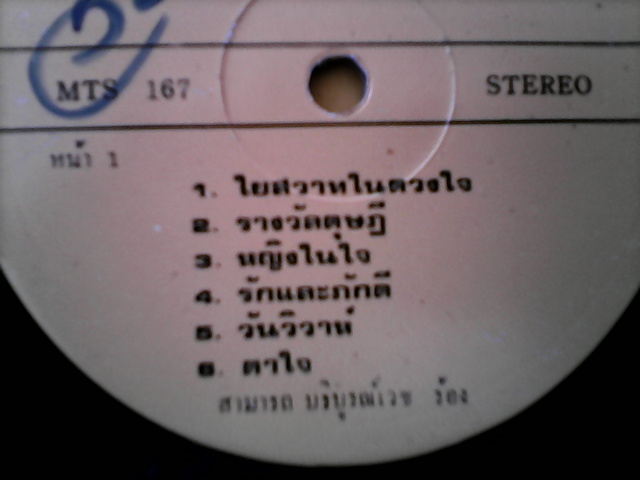 MTS 167 STEREO
หน้า 1
1. ใยสวาทในดวงใจ
2. รางวัลดุษฎี
3. หญิงในใจ
4. รักและภักดี
5. วันวิวาห์
6. ตาใจ
สามารถ บริบูรณ์เวช ร้อง